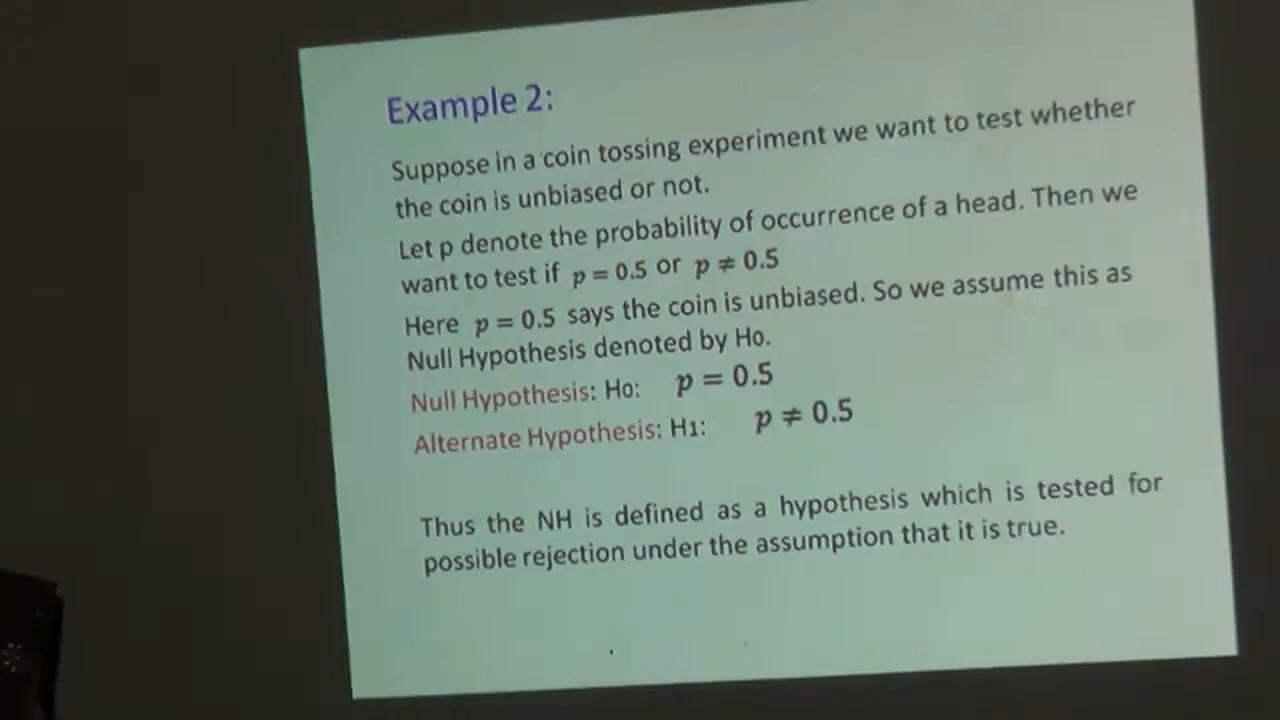 Example 2:
Suppose in a coin tossing experiment we want to test whether
the coin is unbiased or not.
Let p denote the probability of occurrence of a head. Then we
want to test if p = 0.5 or p ≠ 0.5
Here p = 0.5 says the coin is unbiased. So we assume this as
Null Hypothesis denoted by Ho.
Null Hypothesis: Ho: p = 0.5
Alternate Hypothesis: H1: p ≠ 0.5
Thus the NH is defined as a hypothesis which is tested for
possible rejection under the assumption that it is true.